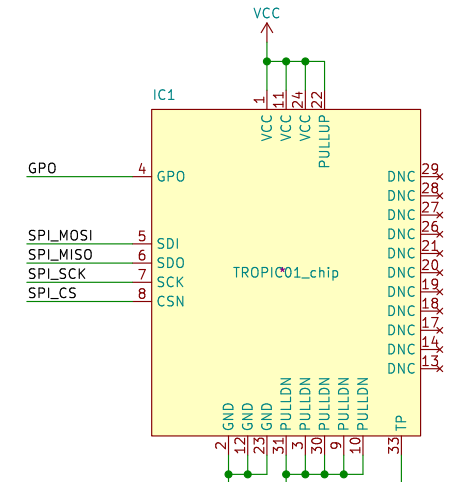 VCC
IC1
1
11
24
22
VCC
VCC
VCC
PULLUP
GPO
4
GPO
DNC
29
DNC
28
DNC
27
DNC
26
SPI_MOSI
5
SDI
DNC
21
SPI_MISO
6
SDO
DNC
20
SPI_SCK
7
SCK
TROPIC01_chip
DNC
19
SPI_CS
8
CSN
DNC
18
DNC
17
DNC
14
DNC
13
GND
GND
GND
PULLDN
PULLDN
PULLDN
PULLDN
PULLDN
TP
2
12
23
31
3
30
9
10
33